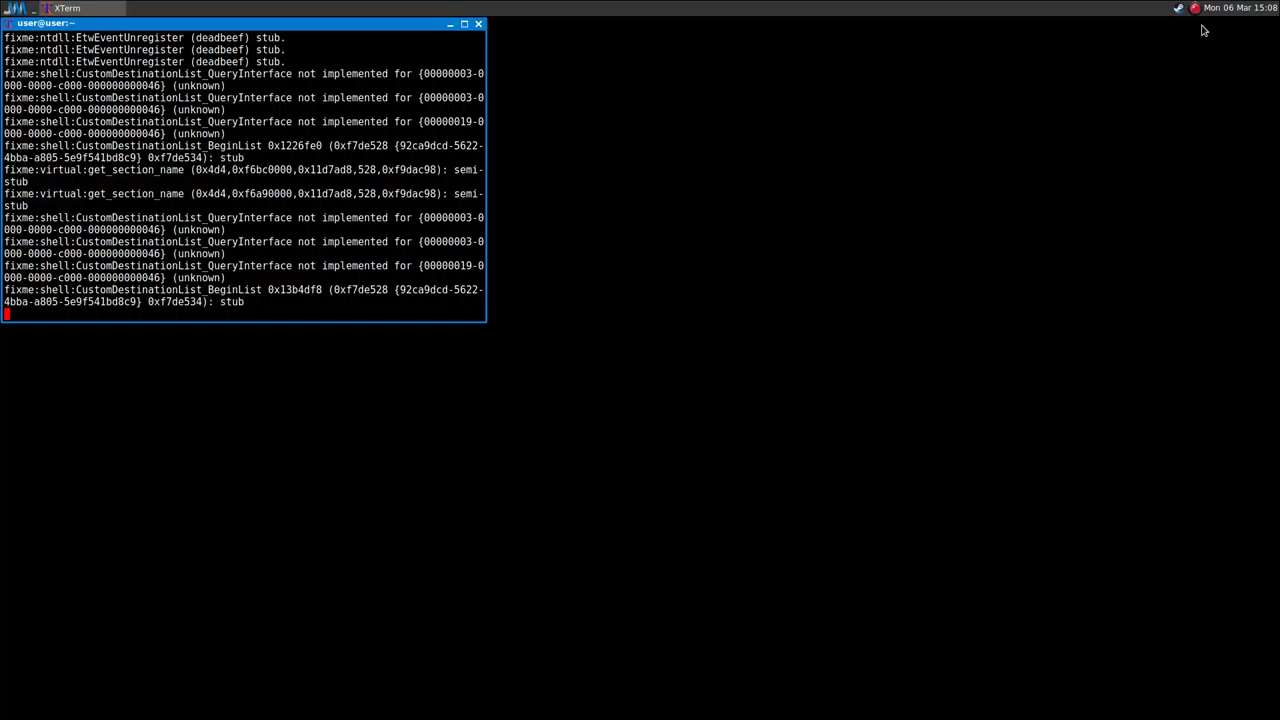 XTerm
Mon 06 Mar 15:08
user@user:~
fixme:ntdll:EtwEventUnregister (deadbeef) stub.
fixme:ntdll:EtwEventUnregister (deadbeef) stub.
fixme:ntdll:EtwEventUnregister (deadbeef) stub.
fixme:shell:CustomDestinationList_QueryInterface not implemented for {00000003-0
000-0000-c000-000000000046} (unknown)
fixme:shell:CustomDestinationList_QueryInterface not implemented for {00000003-0
000-0000-c000-000000000046} (unknown)
fixme:shell:CustomDestinationList_QueryInterface not implemented for {00000019-0
000-0000-c000-000000000046} (unknown)
fixme:shell:CustomDestinationList_BeginList 0x1226fe0 (0xf7de528 {92ca9dcd-5622-
4bba-a805-5e9f541bd8c9} 0xf7de534): stub
fixme:virtual:get_section_name (0x4d4,0xf6bc0000,0x11d7ad8,528,0xf9dac98): semi-
stub
fixme:virtual:get_section_name (0x4d4,0xf6a90000,0x11d7ad8,528,0xf9dac98): semi-
stub
fixme:shell:CustomDestinationList_QueryInterface not implemented for {00000003-0
000-0000-c000-000000000046} (unknown)
fixme:shell:CustomDestinationList_QueryInterface not implemented for {00000003-0
000-0000-c000-000000000046} (unknown)
fixme:shell:CustomDestinationList_QueryInterface not implemented for {00000019-0
000-0000-c000-000000000046} (unknown)
fixme:shell:CustomDestinationList_BeginList 0x13b4df8 (0xf7de528 {92ca9dcd-5622-
4bba-a805-5e9f541bd8c9} 0xf7de534): stub